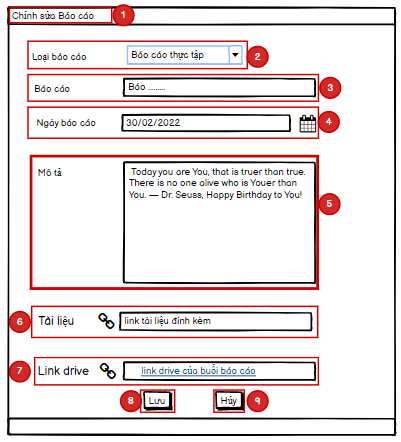 Chỉnh sửa Báo cáo 1
Loại báo cáo Báo cáo thực tập 2
Báo cáo Báo ......... 3
Ngày báo cáo 30/02/2022 4
Mô tả Today you are You, that is truer than true.
There is no one alive who is Youer than
You. — Dr. Seuss, Happy Birthday to You!
5
6 Tài liệu link tài liệu đính kèm
7 Link drive link drive của buổi báo cáo
8 Lưu Hủy 9